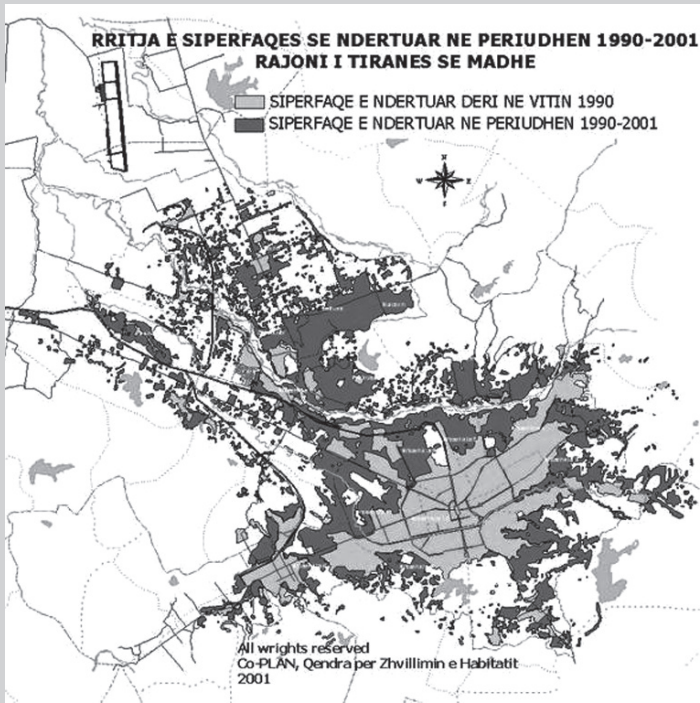 RRITJA E SIPERFAQES SE NDERTUAR NE PERIUDHEN 1990-2001
RAJONI I TIRANES SE MADHE
SIPERFAQE E NDERTUAR DERI NE VITIN 1990
SIPERFAQE E NDERTUAR NE PERIUDHEN 1990-2001
N
W
E
All wrights reserved
Co-PLAN, Qendra per Zhvillimin e Habitatit
2001